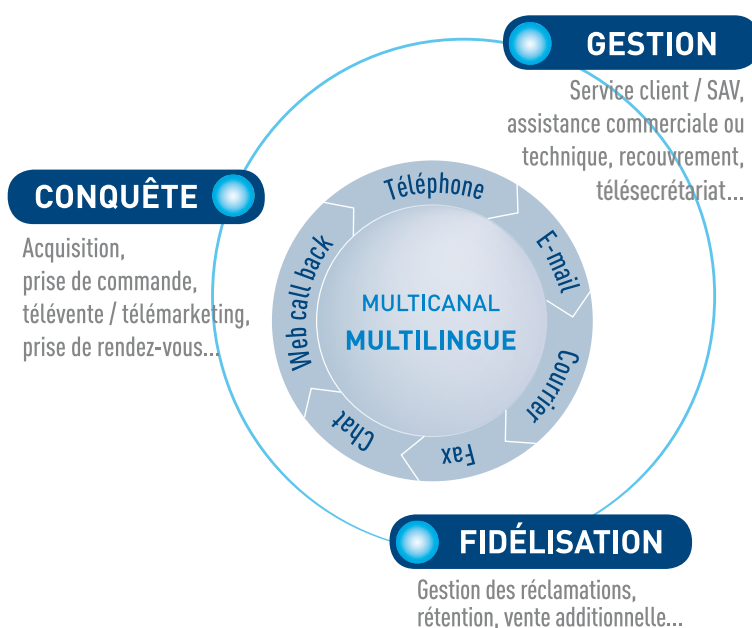 GESTION
Service client / SAV,
assistance commerciale ou
technique, recouvrement,
télésecrétariat...
CONQUÊTE
Acquisition,
prise de commande,
télévente / télémarketing,
prise de rendez-vous...
Téléphone
E-mail
Courrier
Fax
Chat
Web call back
MULTICANAL
MULTILINGUE
FIDÉLISATION
Gestion des réclamations,
rétention, vente additionnelle...